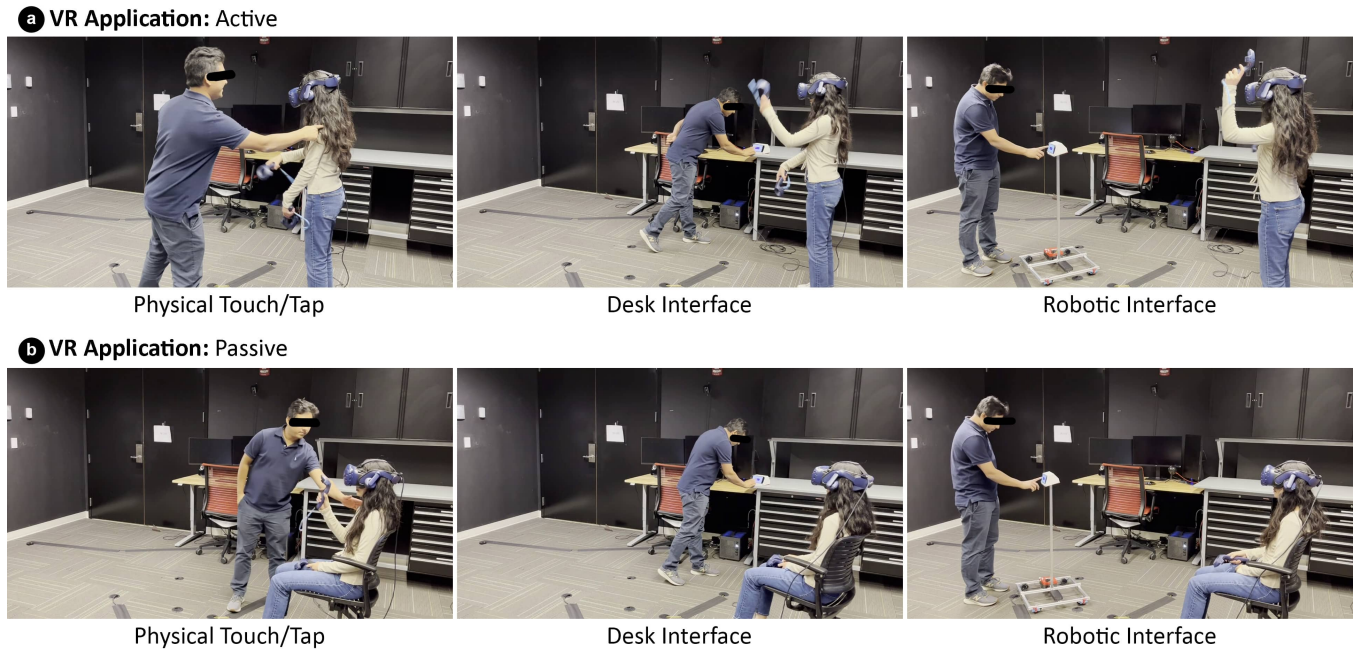 a VR Application: Active
Physical Touch/Tap
Desk Interface
Robotic Interface
b VR Application: Passive
Physical Touch/Tap
Desk Interface
Robotic Interface